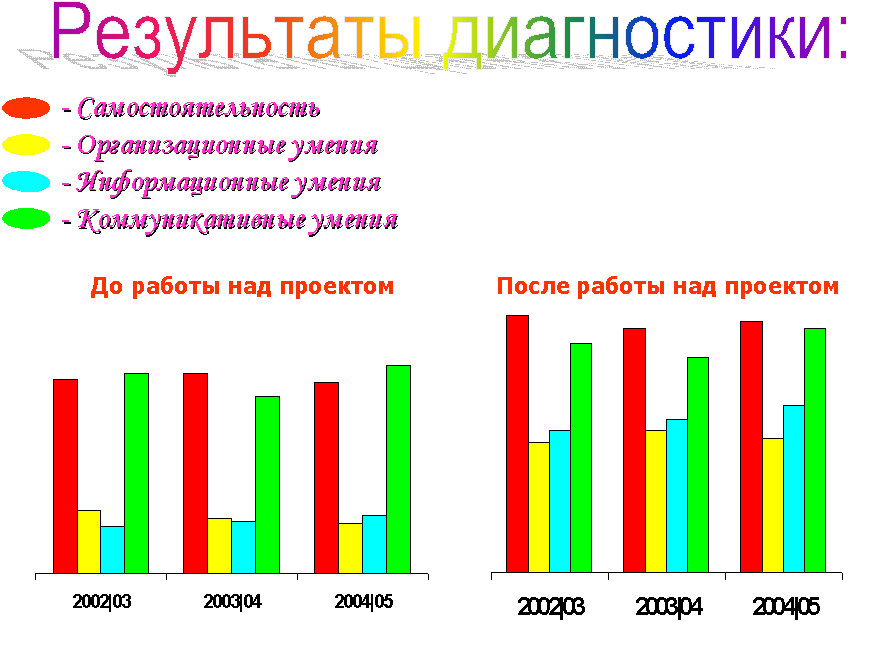 Результаты диагностики:
- Самостоятельность
- Организационные умения
- Информационные умения
- Коммуникативные умения
До работы над проектом
После работы над проектом
2002|03
2003|04
2004|05
2002|03
2003|04
2004|05